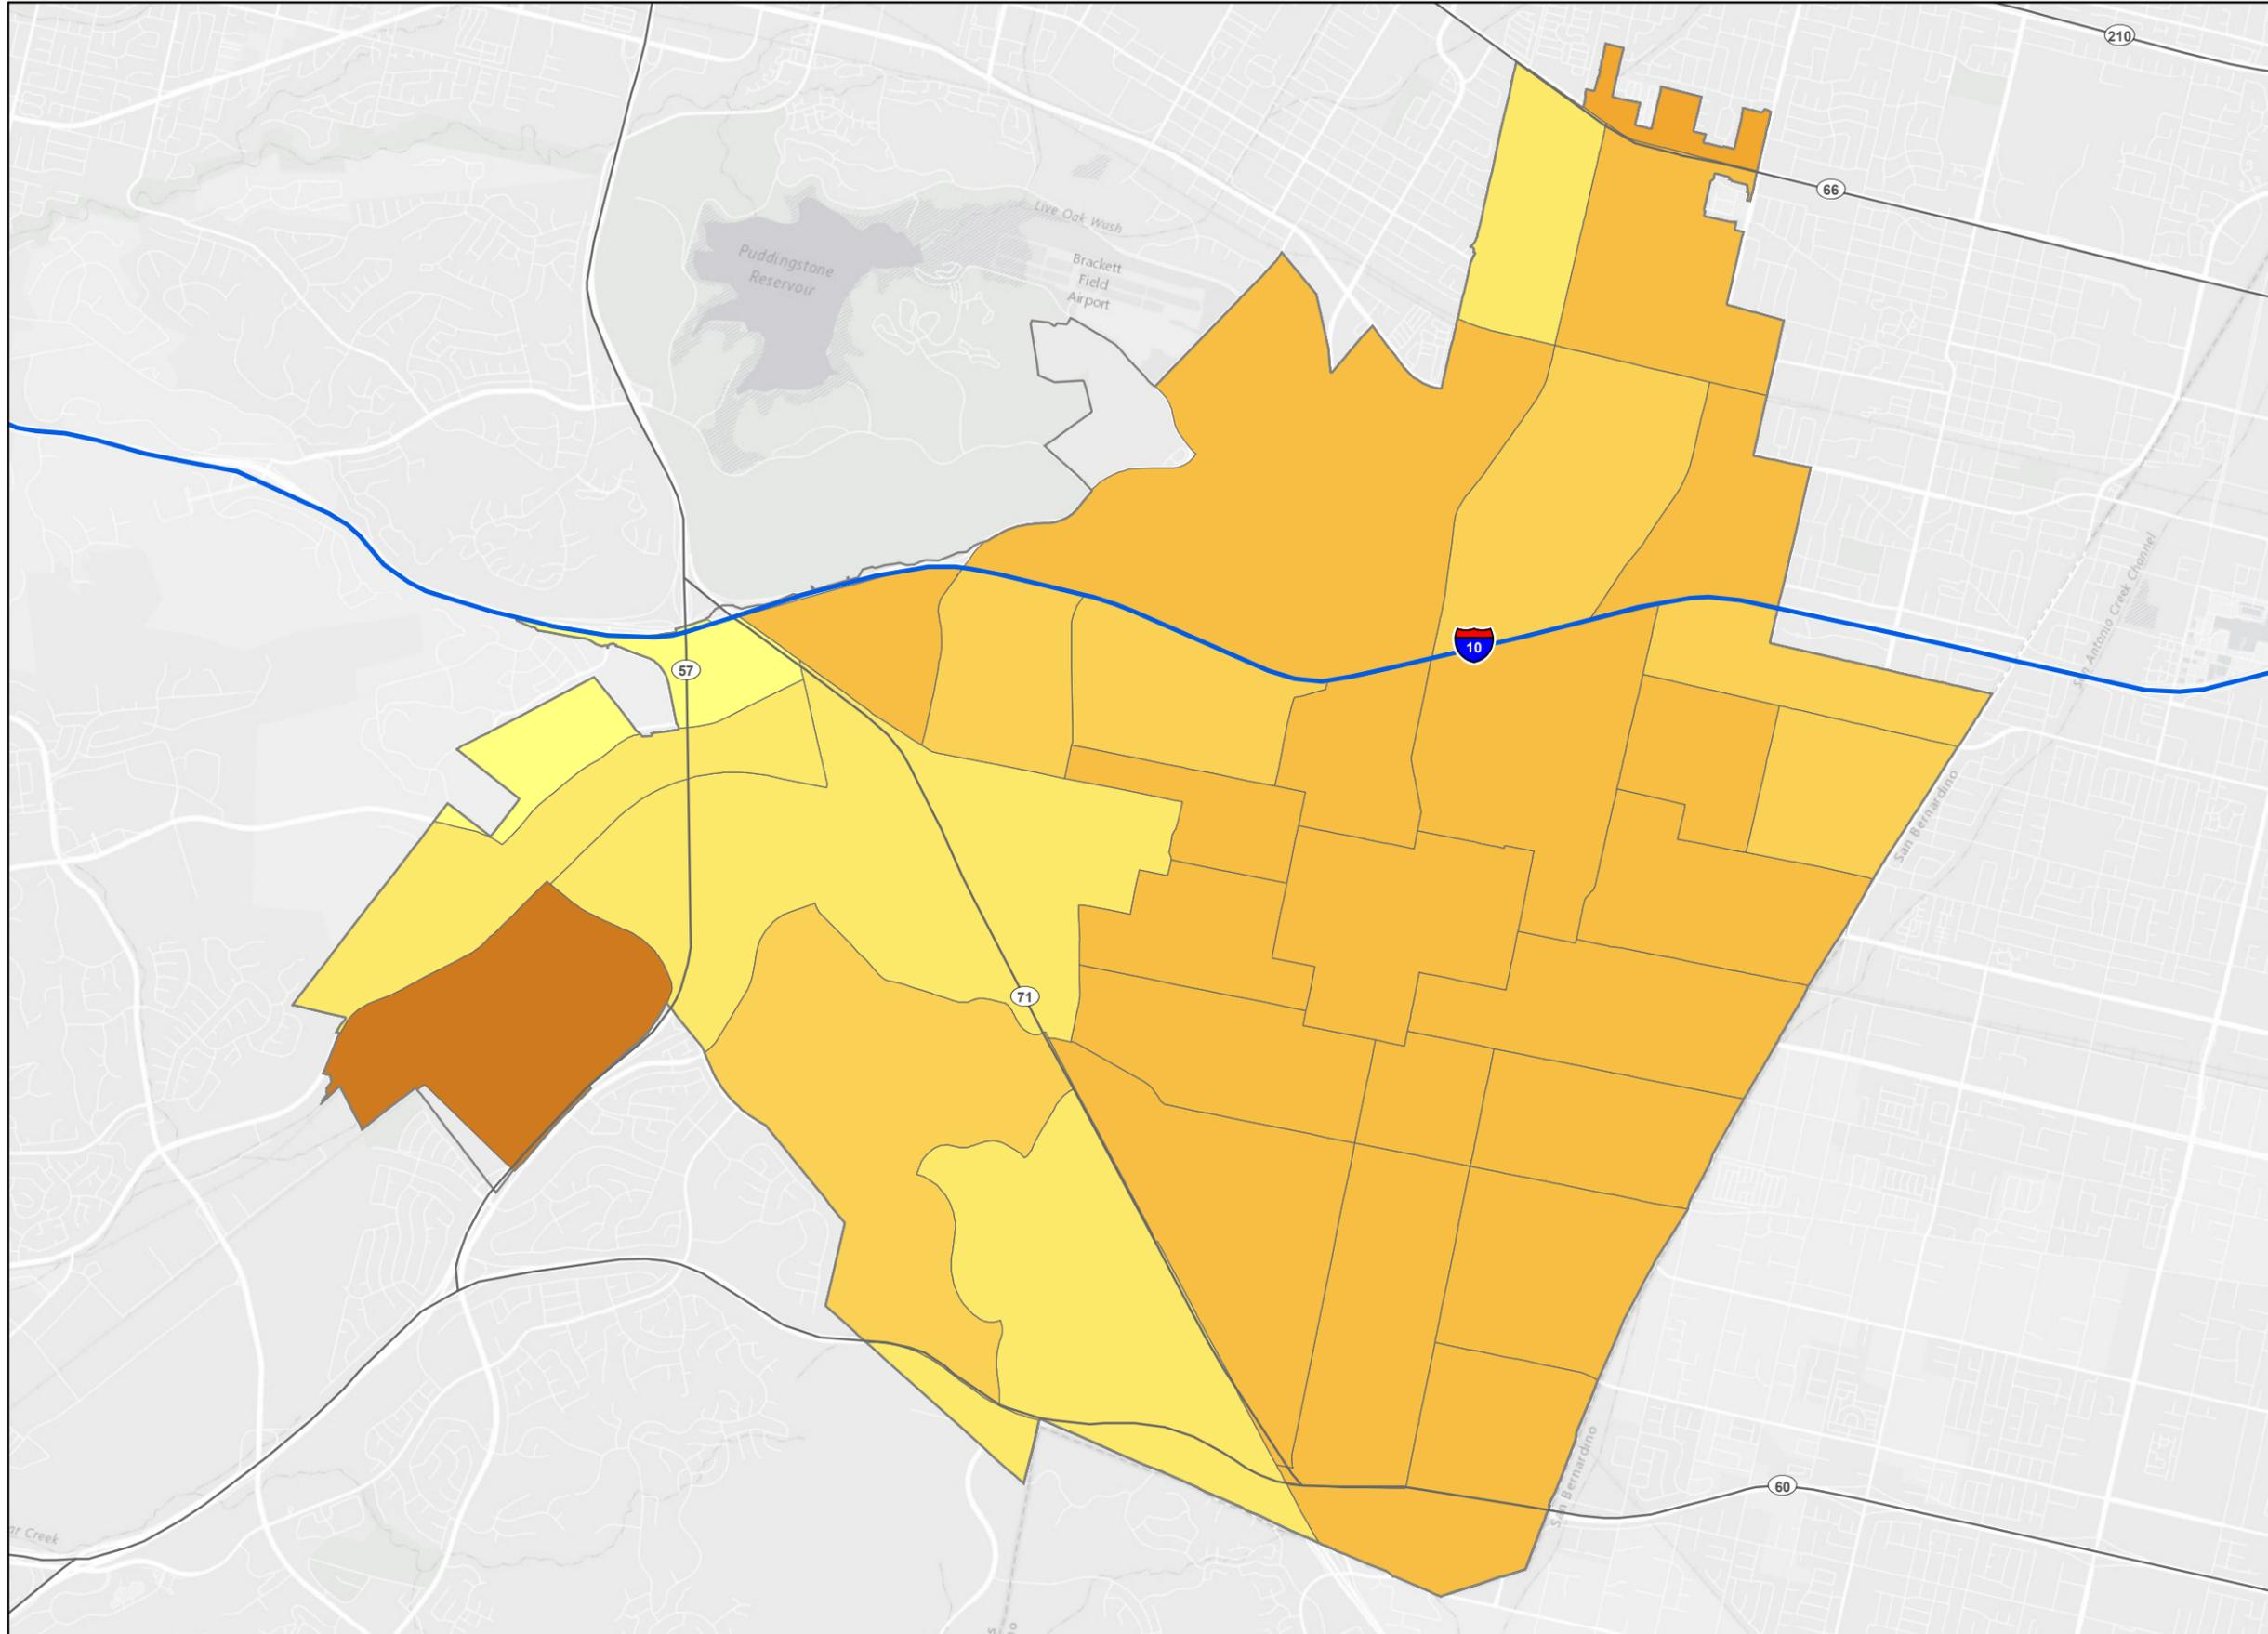 210
66
Live Oak Wash
Puddingstone
Reservoir
Brackett
Field
Airport
San Antonio Creek Channel
10
57
San Bernardino
71
San Bernardino
60
ar Creek